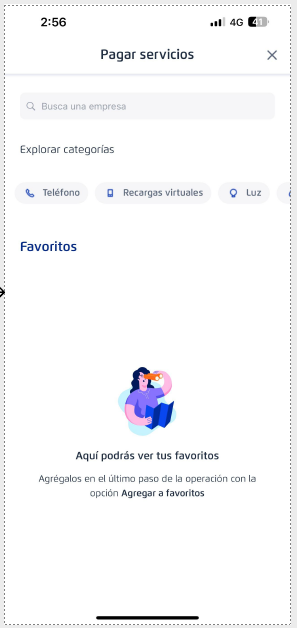 2:56
4G
41
Pagar servicios
Busca una empresa
Explorar categorías
Teléfono
Recargas virtuales
Luz
Favoritos
Aquí podrás ver tus favoritos
Agrégalos en el último paso de la operación con la
opción Agregar a favoritos